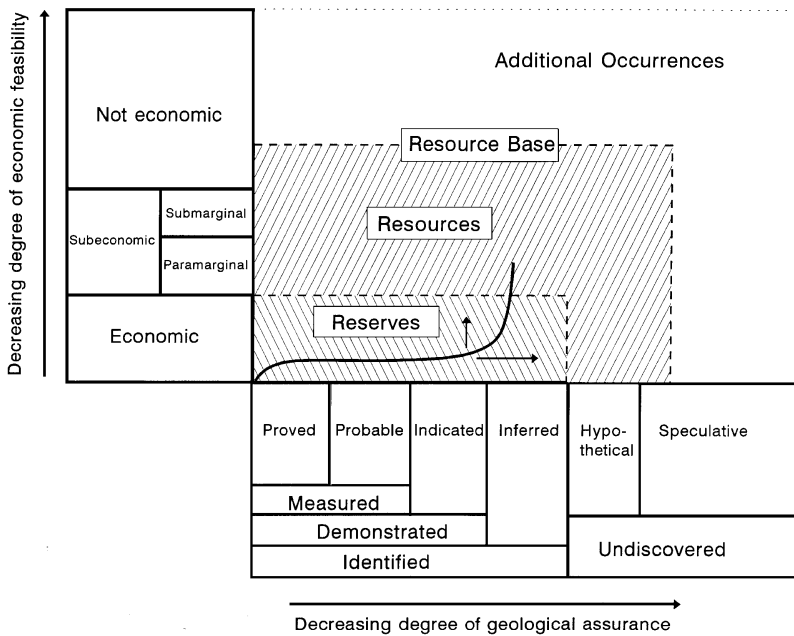 Decreasing degree of economic feasibility
Additional Occurrences
Not economic
Resource Base
Submarginal
Resources
Subeconomic
Paramarginal
Reserves
Economic
Proved
Probable
Indicated
Inferred
Hypo-
thetical
Speculative
Measured
Demonstrated
Undiscovered
Identified
Decreasing degree of geological assurance